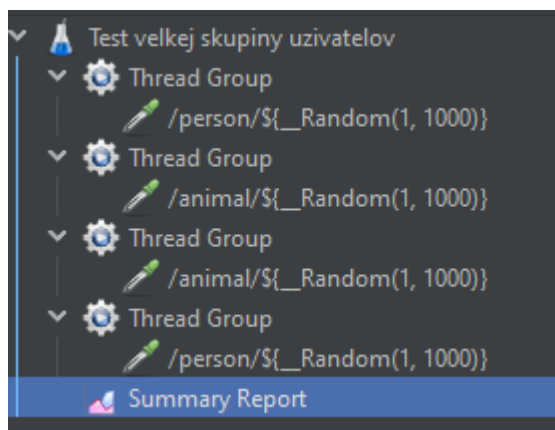 Test velkej skupiny uzivatelov
Thread Group
/person/${__Random(1, 1000)}
Thread Group
/animal/${__Random(1, 1000)}
Thread Group
/animal/${__Random(1, 1000)}
Thread Group
/person/${__Random(1, 1000)}
Summary Report